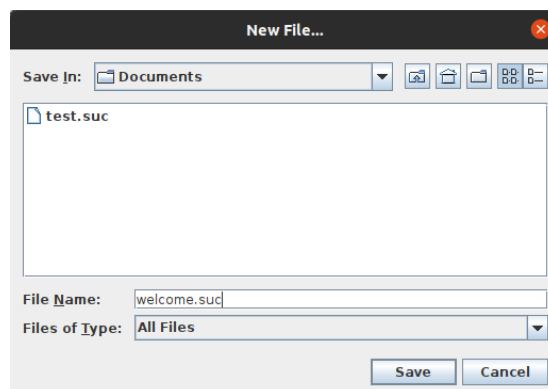 New File...
Save In: Documents
test.suc
File Name: welcome.suc
Files of Type: All Files
Save Cancel